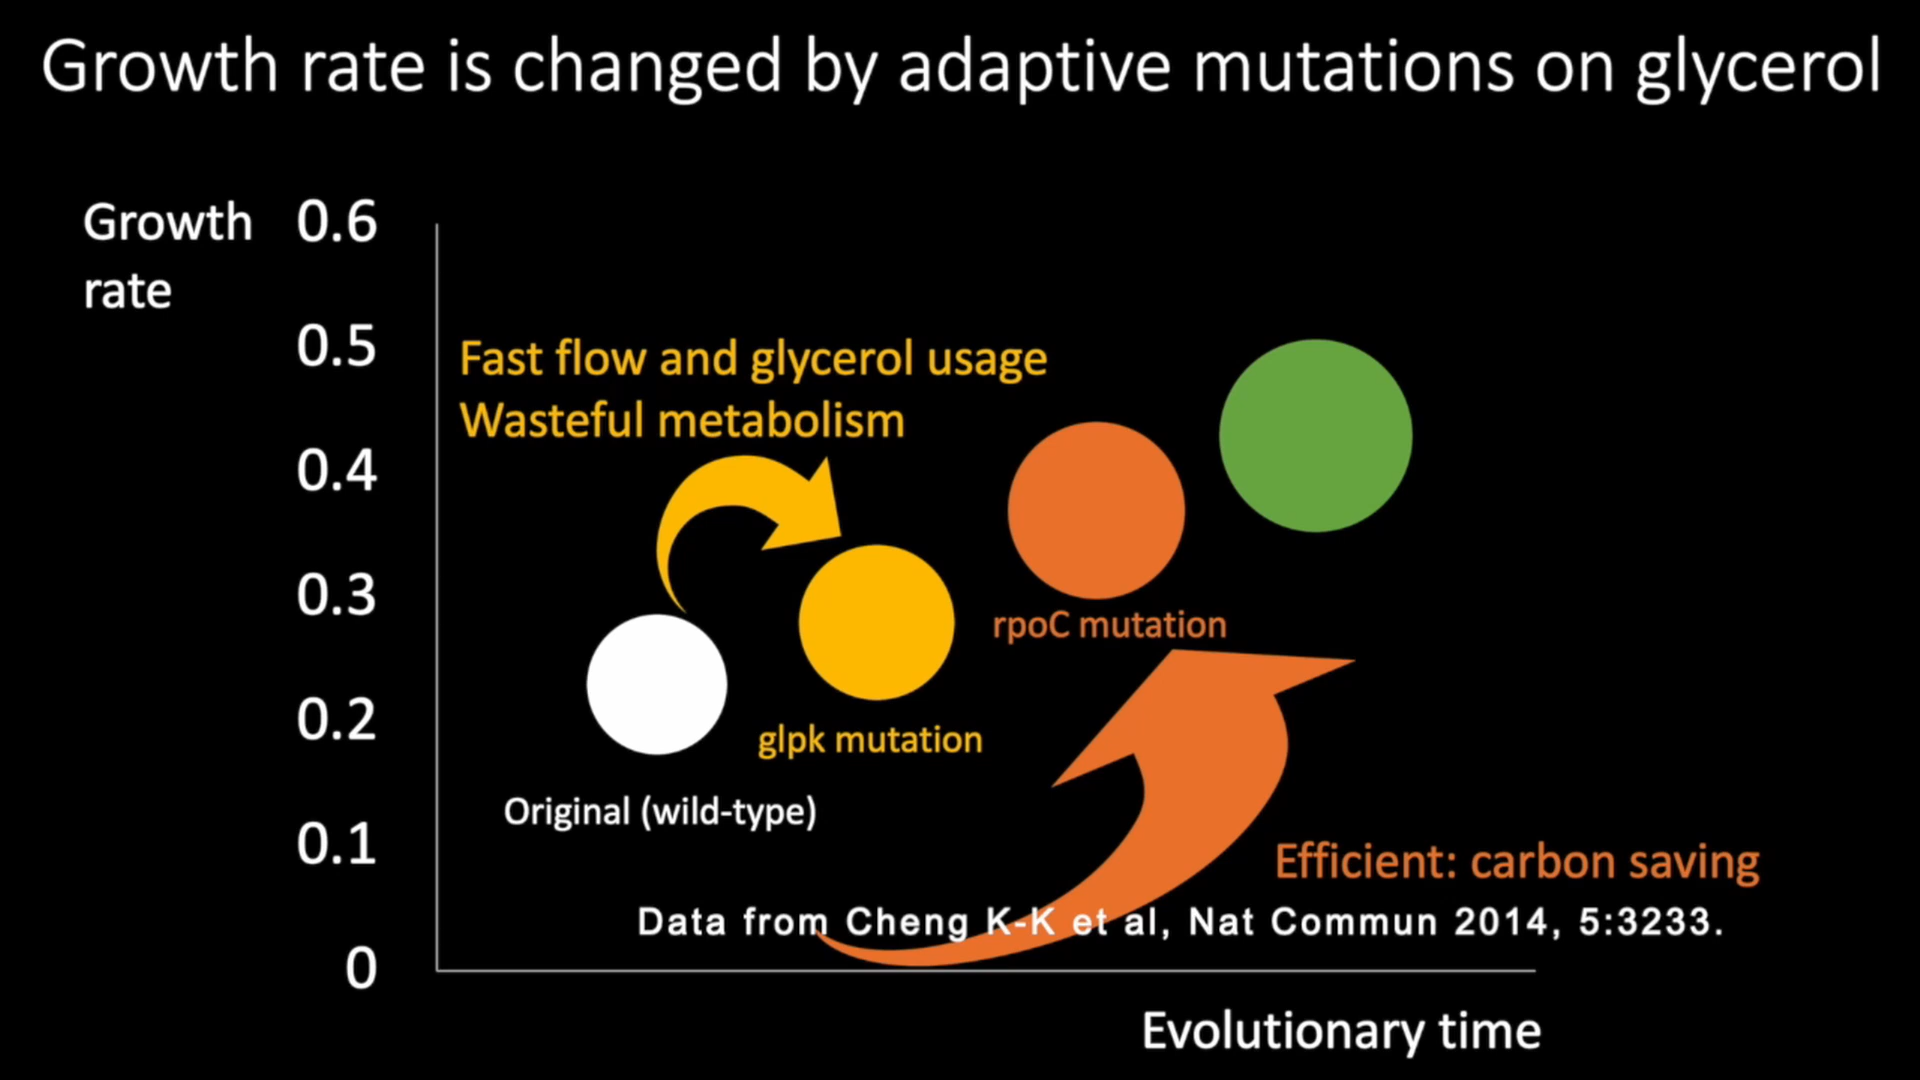 Growth rate is changed by adaptive mutations on glycerol
Growth
rate
0.6
0.5
0.4
0.3
0.2
0.1
0
Fast flow and glycerol usage
Wasteful metabolism
rpoC mutation
glpk mutation
Original (wild-type)
Efficient: carbon saving
Data from Cheng K-K et al, Nat Commun 2014, 5:3233.
Evolutionary time